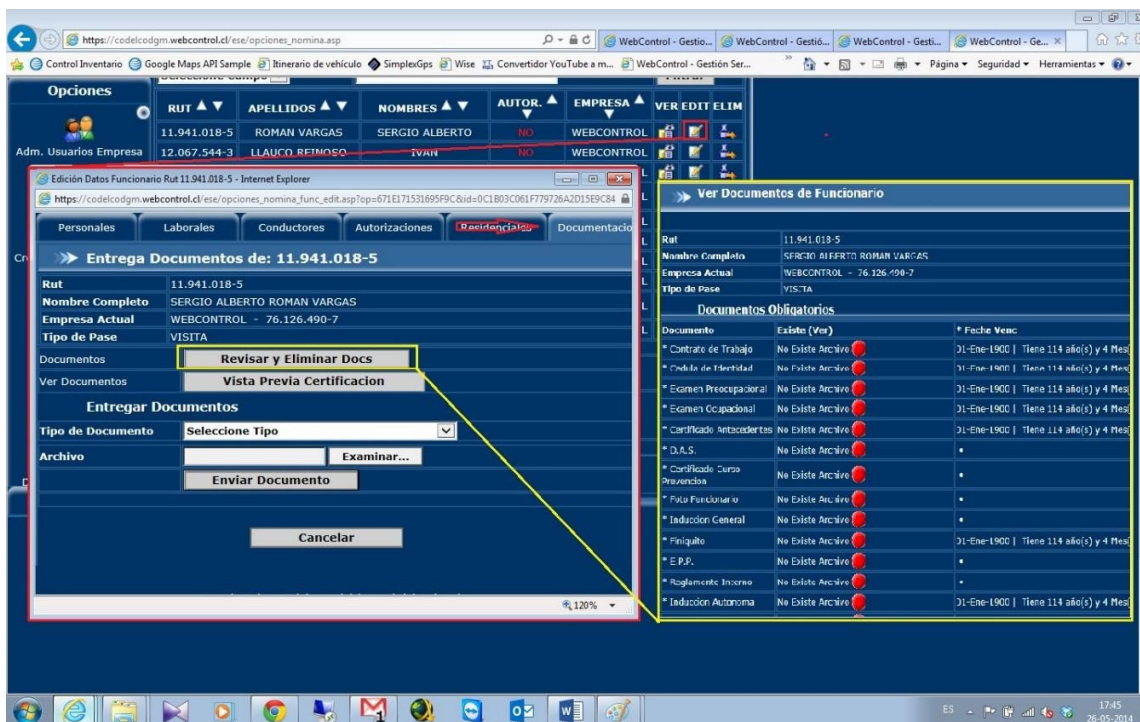 https://codelcodgm.webcontrol.cl/ese/opciones_nomina.asp
WebControl - Gestio...
WebControl - Gestió...
WebControl - Gesti...
WebControl - Ge...
Control Inventario
Google Maps API Sample
Itinerario de vehículo
SimplexGps
Wise
Convertidor YouTube a m...
WebControl - Gestión Ser...
Página
Seguridad
Herramientas
Opciones
Adm. Usuarios Empresa
RUT APELLIDOS NOMBRES AUTOR. EMPRESA VER EDIT ELIM
11.941.018-5 ROMAN VARGAS SERGIO ALBERTO NO WEBCONTROL
12.067.544-3 LLAUCO REINOSO IVAN NO WEBCONTROL
Edición Datos Funcionario Rut 11.941.018-5 - Internet Explorer
https://codelcodgm.webcontrol.cl/ese/opciones_nomina_func_edit.asp?op=671E171531695F9C&id=0C1B03C061F779726A2D15E9C84
Personales Laborales Conductores Autorizaciones Residenciales Documentacio
Entrega Documentos de: 11.941.018-5
Rut 11.941.018-5
Nombre Completo SERGIO ALBERTO ROMAN VARGAS
Empresa Actual WEBCONTROL - 76.126.490-7
Tipo de Pase VISITA
Documentos Revisar y Eliminar Docs
Ver Documentos Vista Previa Certificacion
Entregar Documentos
Tipo de Documento Seleccione Tipo
Archivo Examinar...
Enviar Documento
Cancelar
120%
Ver Documentos de Funcionario
Rut 11.941.018-5
Nombre Completo SERGIO ALBERTO ROMAN VARGAS
Empresa Actual WEBCONTROL - 76.126.490-7
Tipo de Pase VISITA
Documentos Obligatorios
Documento Existe (Ver) * Fecha Venc
* Contrato de Trabajo No Existe Archivo 01-Ene-1900 | Tiene 114 año(s) y 4 Mes(
* Cedula de Identidad No Existe Archivo 01-Ene-1900 | Tiene 114 año(s) y 4 Mes(
* Examen Preocupacional No Existe Archivo 01-Ene-1900 | Tiene 114 año(s) y 4 Mes(
* Examen Ocupacional No Existe Archivo 01-Ene-1900 | Tiene 114 año(s) y 4 Mes(
* Certificado Antecedentes No Existe Archivo 01-Ene-1900 | Tiene 114 año(s) y 4 Mes(
* D.A.S. No Existe Archivo *
* Certificado Curso Prevencion No Existe Archivo *
* Foto Funcionario No Existe Archivo *
* Induccion General No Existe Archivo *
* Finiquito No Existe Archivo 01-Ene-1900 | Tiene 114 año(s) y 4 Mes(
* E.P.P. No Existe Archivo *
* Reglamento Interno No Existe Archivo *
* Induccion Autonoma No Existe Archivo 01-Ene-1900 | Tiene 114 año(s) y 4 Mes(
ES
17:45
26-05-2014